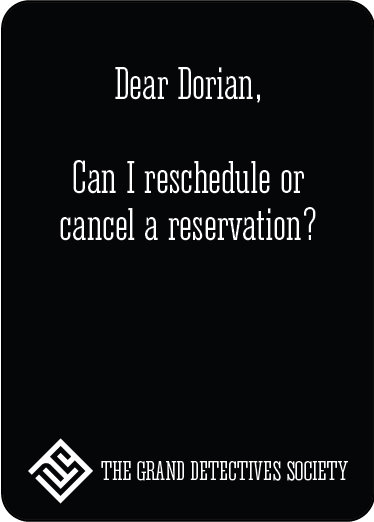 Dear Dorian,
Can I reschedule or
cancel a reservation?
THE GRAND DETECTIVES SOCIETY